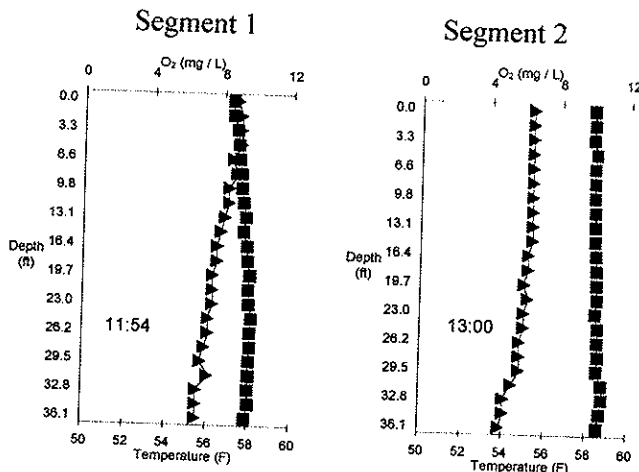 Segment 1
O₂ (mg / L)
0 4 8 12
0.0
3.3
6.6
9.8
13.1
16.4
19.7
23.0
26.2
29.5
32.8
36.1
Depth
(ft)
11:54
50 52 54 56 58 60
Temperature (F)
Segment 2
O₂ (mg / L)
0 4 8 12
0.0
3.3
6.6
9.8
13.1
16.4
19.7
23.0
26.2
29.5
32.8
36.1
Depth
(ft)
13:00
50 52 54 56 58 60
Temperature (F)